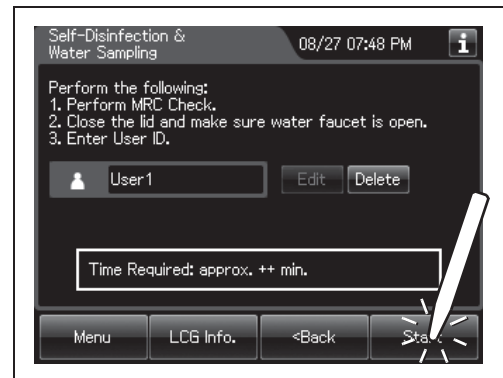 Self-Disinfection &
Water Sampling
08/27 07:48 PM
i
Perform the following:
1. Perform MRC Check.
2. Close the lid and make sure water faucet is open.
3. Enter User ID.
User1
Edit
Delete
Time Required: approx. ++ min.
Menu
LCG Info.
<Back
Start